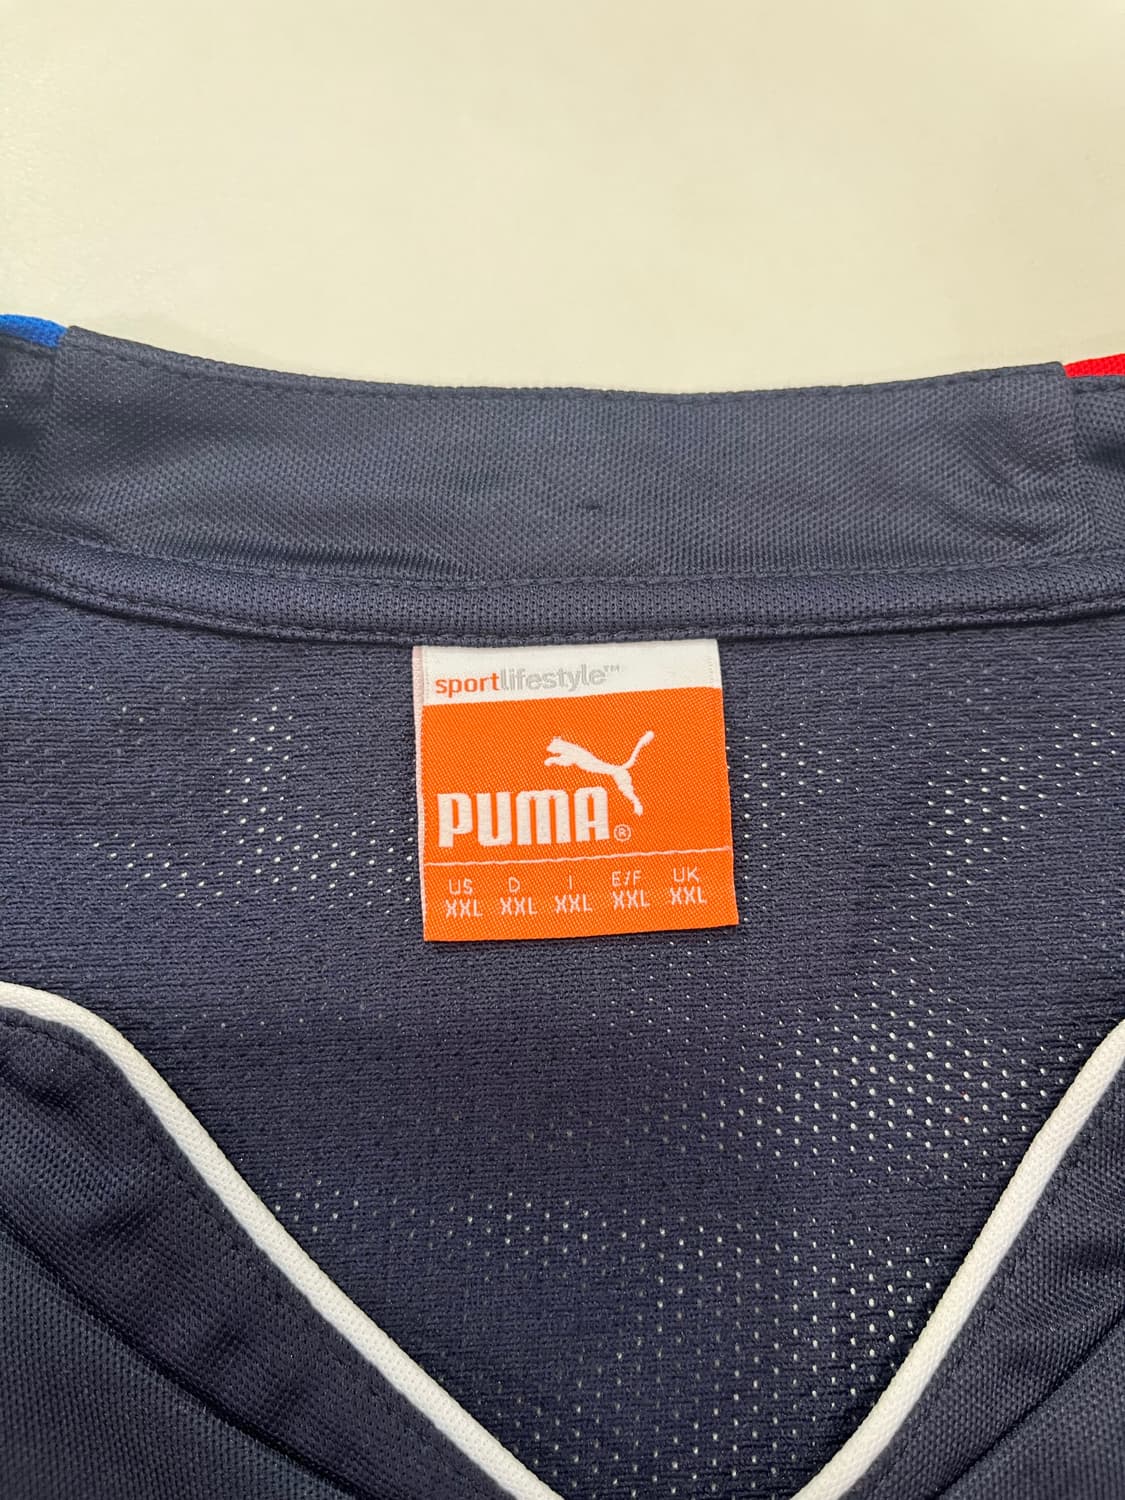 sportlifestyle™
PUMA®
US D I E/F UK
XXL XXL XXL XXL XXL